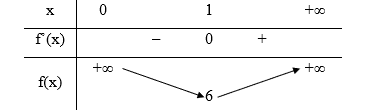 x 0 1 +∞
f'(x) − 0 +
+∞ +∞
f(x)
6